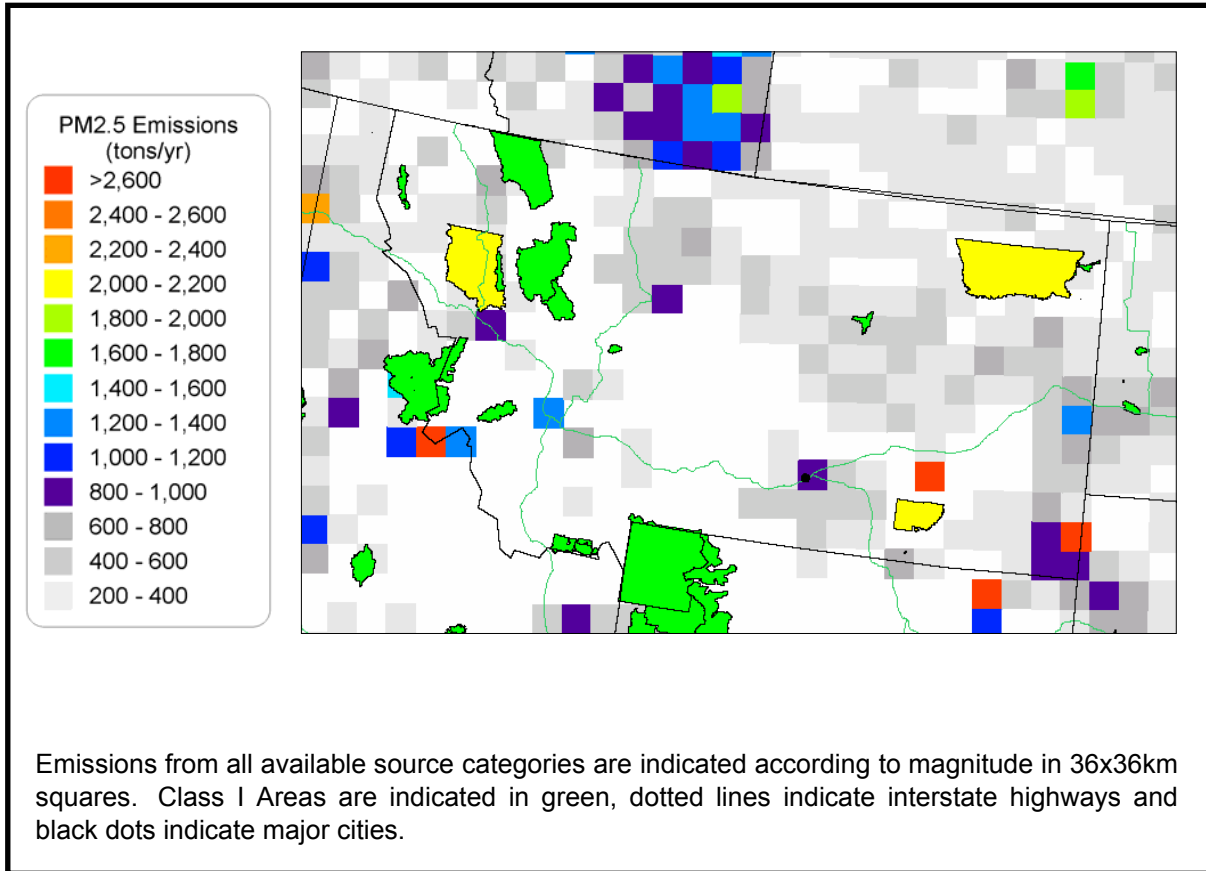 PM2.5 Emissions
(tons/yr)
>2,600
2,400 - 2,600
2,200 - 2,400
2,000 - 2,200
1,800 - 2,000
1,600 - 1,800
1,400 - 1,600
1,200 - 1,400
1,000 - 1,200
800 - 1,000
600 - 800
400 - 600
200 - 400
Emissions from all available source categories are indicated according to magnitude in 36x36km
squares. Class I Areas are indicated in green, dotted lines indicate interstate highways and
black dots indicate major cities.